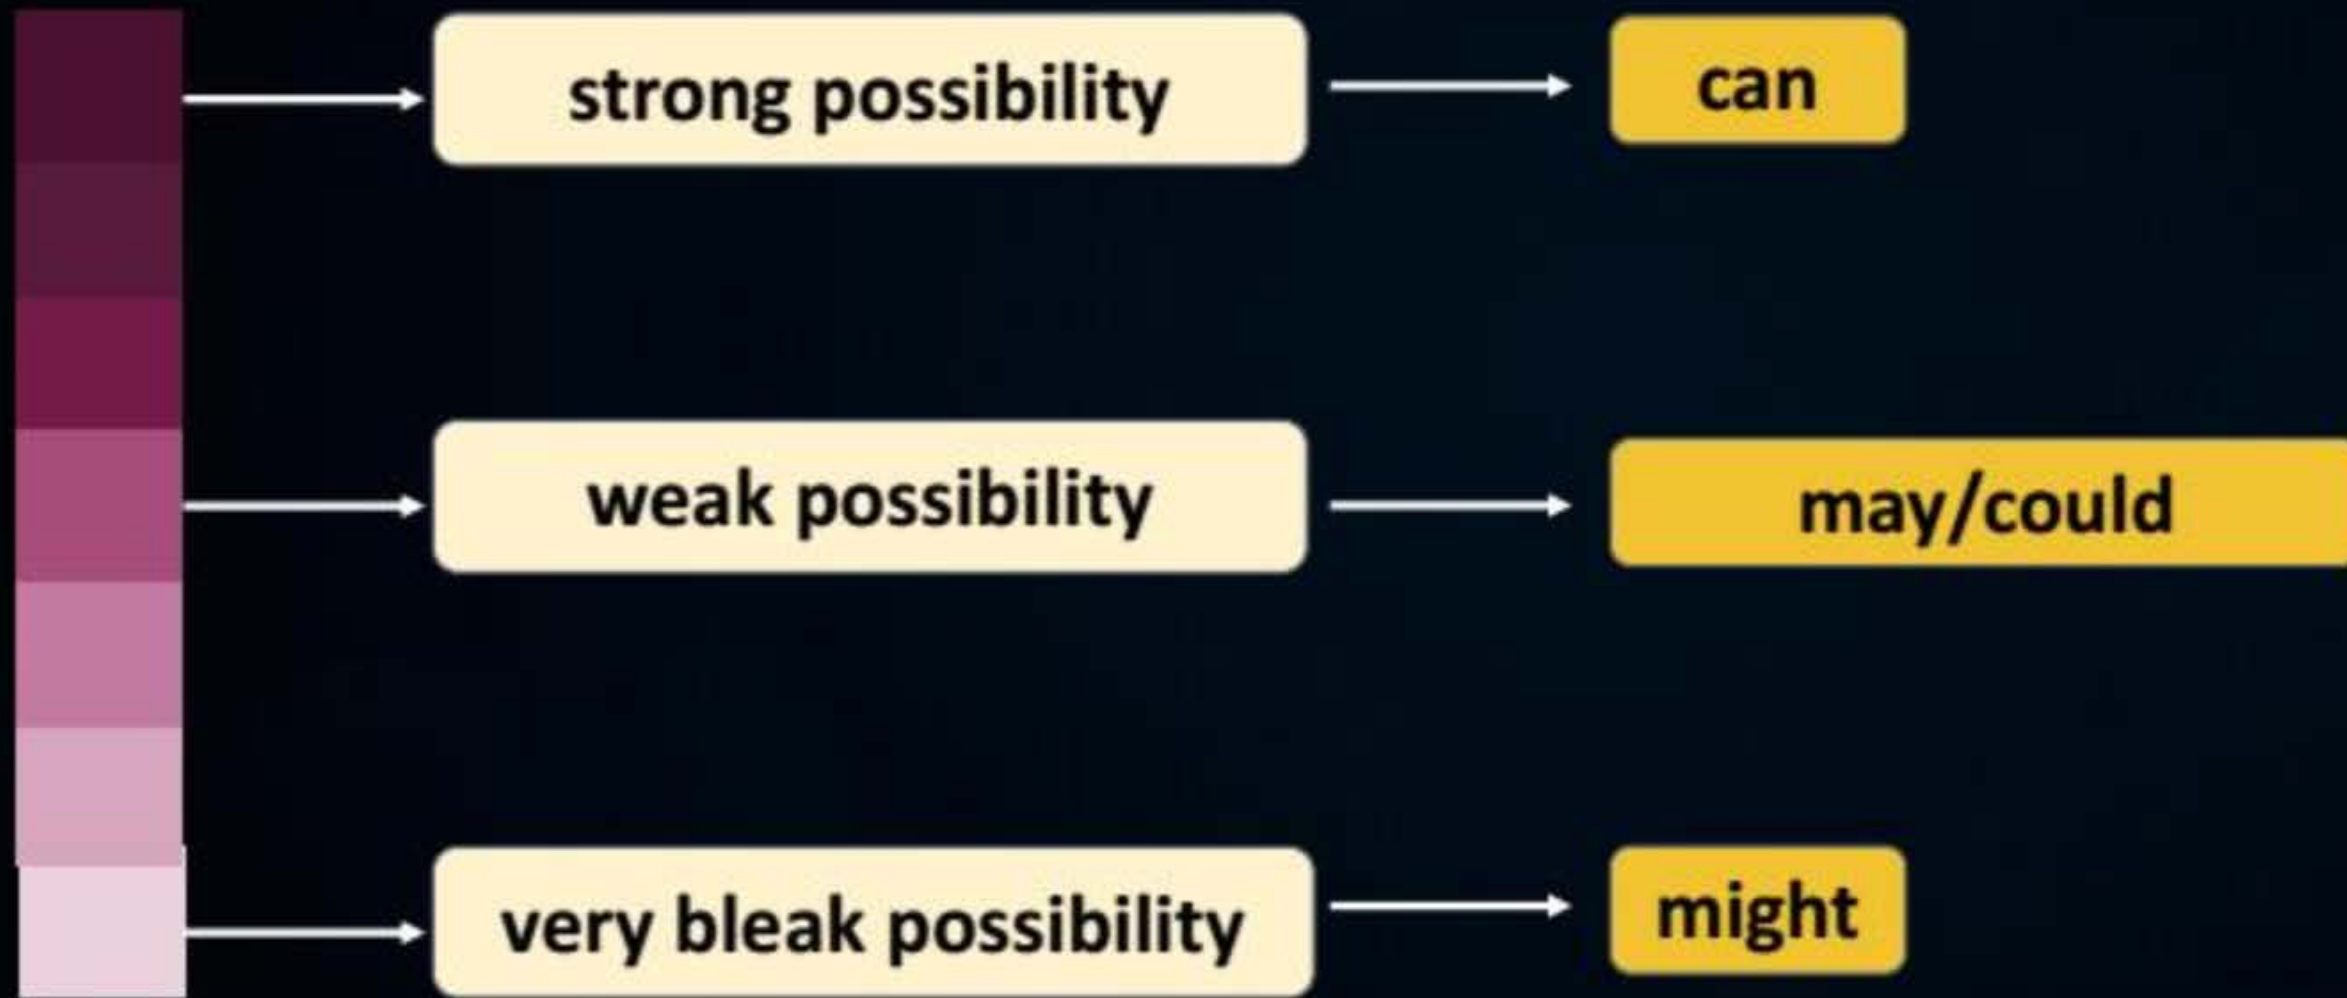 strong possibility
can
weak possibility
may/could
very bleak possibility
might